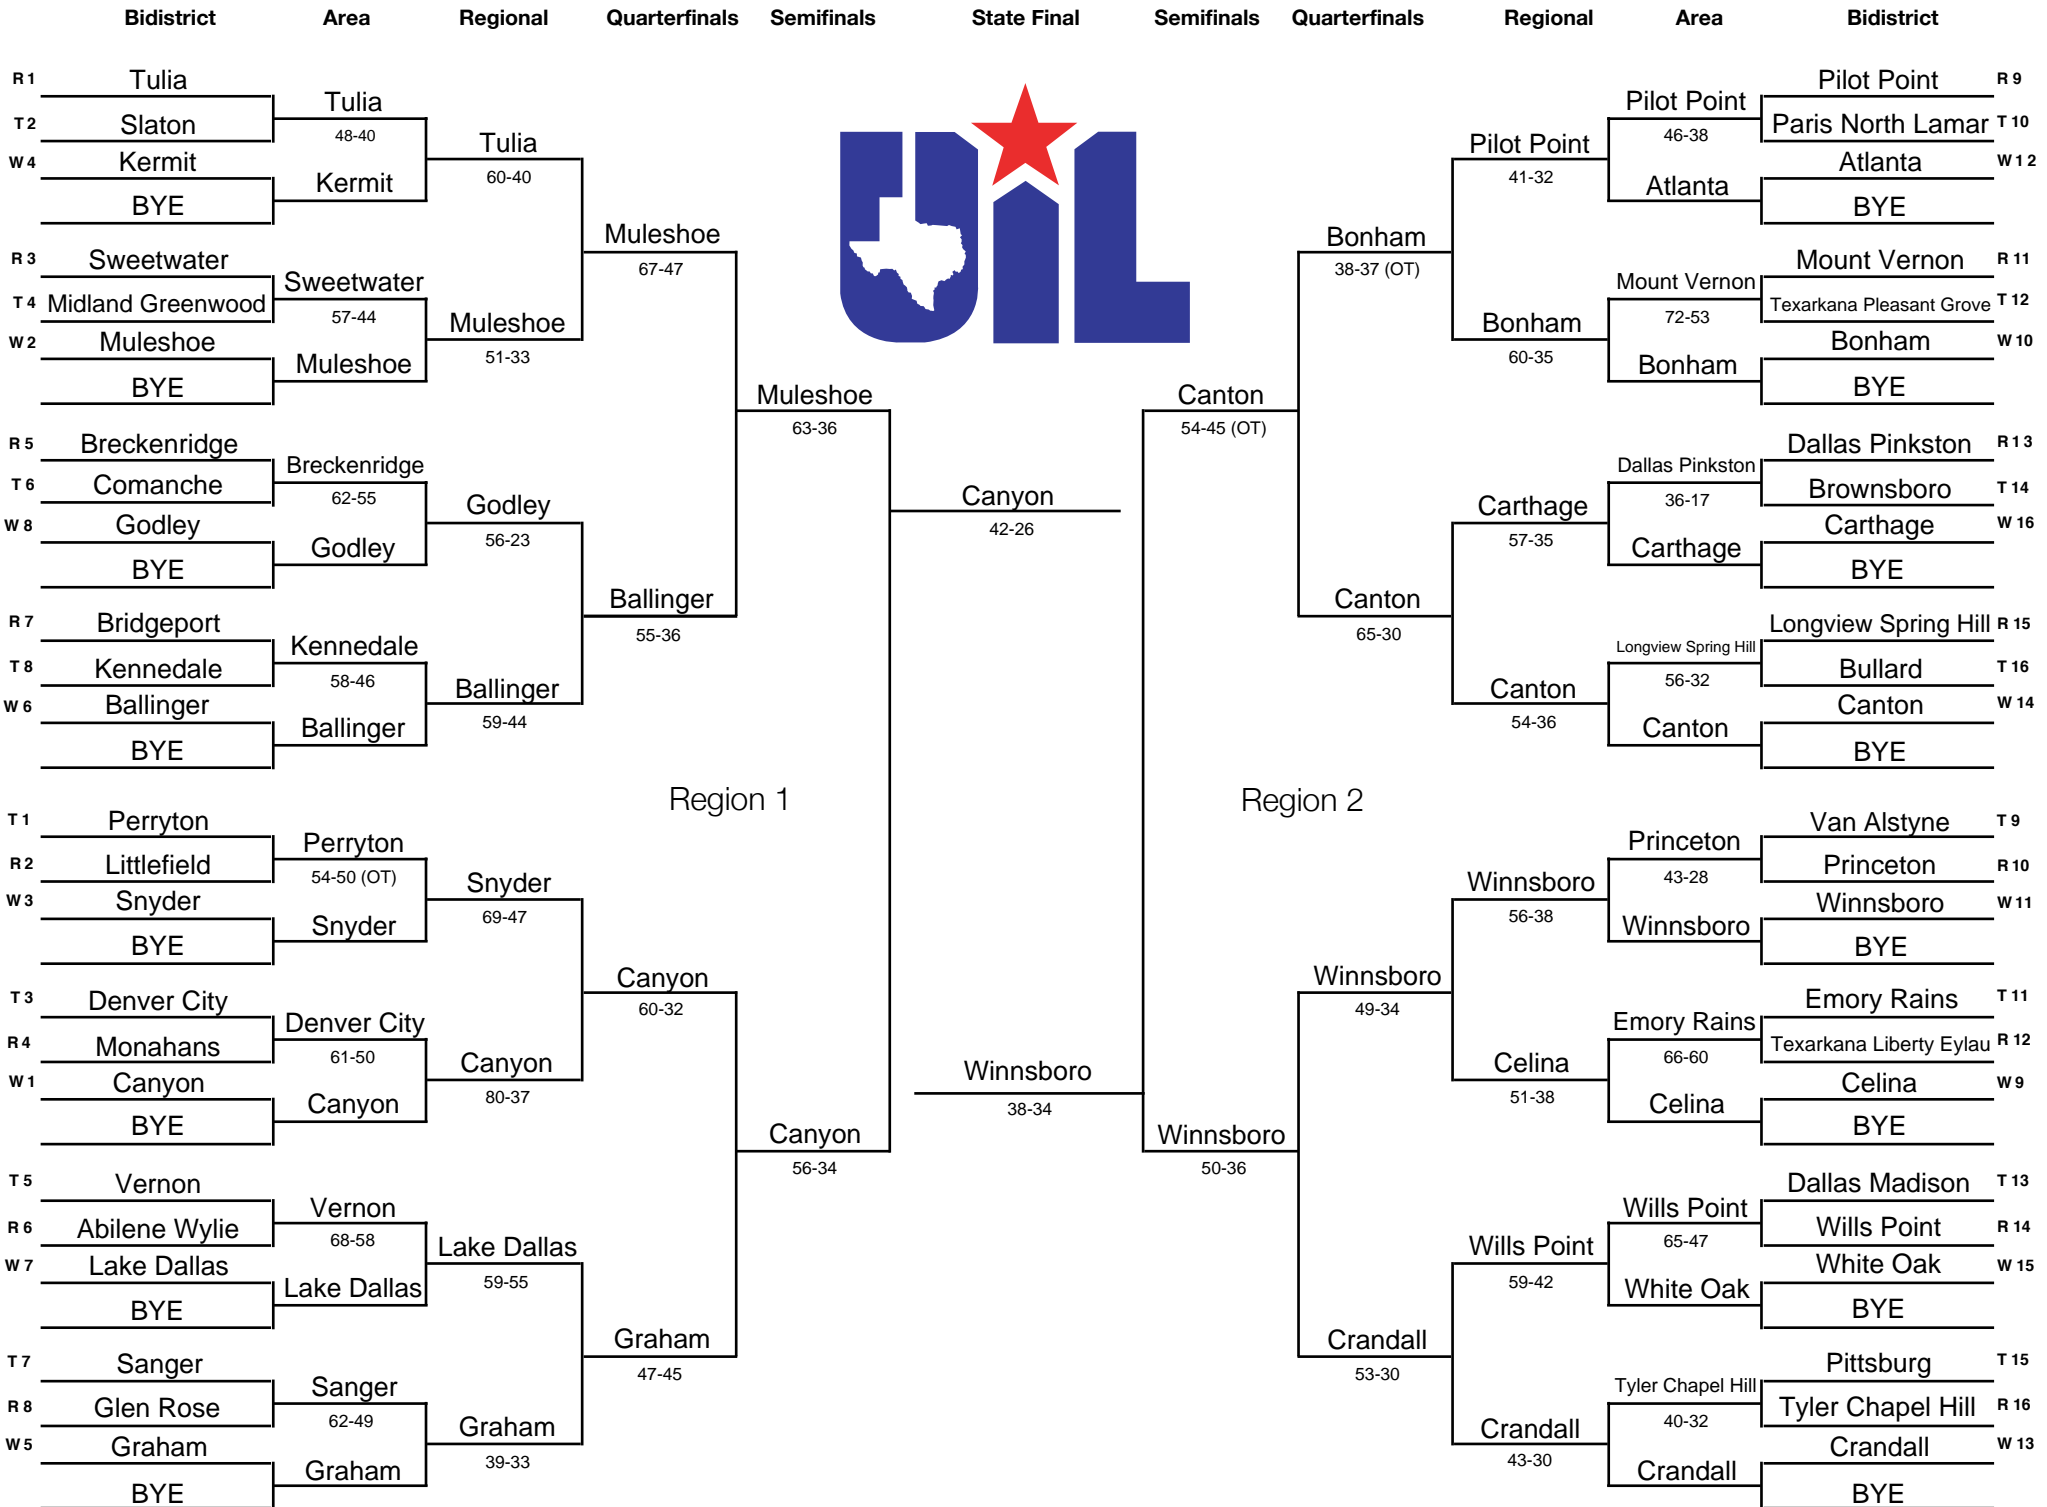 Bidistrict Area Regional Quarterfinals Semifinals State Final Semifinals Quarterfinals Regional Area Bidistrict
R 1 Tulia
T 2 Slaton
W 4 Kermit
BYE
R 3 Sweetwater
T 4 Midland Greenwood
W 2 Muleshoe
BYE
R 5 Breckenridge
T 6 Comanche
W 8 Godley
BYE
R 7 Bridgeport
T 8 Kennedale
W 6 Ballinger
BYE
T 1 Perryton
R 2 Littlefield
W 3 Snyder
BYE
T 3 Denver City
R 4 Monahans
W 1 Canyon
BYE
T 5 Vernon
R 6 Abilene Wylie
W 7 Lake Dallas
BYE
T 7 Sanger
R 8 Glen Rose
W 5 Graham
BYE
Tulia
48-40
Kermit
Sweetwater
57-44
Muleshoe
Breckenridge
62-55
Godley
Kennedale
58-46
Ballinger
Perryton
54-50 (OT)
Snyder
Denver City
61-50
Canyon
Vernon
68-58
Lake Dallas
Sanger
62-49
Graham
Tulia
60-40
Muleshoe
51-33
Godley
56-23
Ballinger
59-44
Snyder
69-47
Canyon
80-37
Lake Dallas
59-55
Graham
39-33
Muleshoe
67-47
Ballinger
55-36
Region 1
Canyon
60-32
Graham
47-45
Muleshoe
63-36
Canyon
56-34
UIL
Canyon
42-26
Winnsboro
38-34
Canton
54-45 (OT)
Winnsboro
50-36
Bonham
38-37 (OT)
Canton
65-30
Region 2
Winnsboro
49-34
Crandall
53-30
Pilot Point
41-32
Bonham
60-35
Carthage
57-35
Canton
54-36
Winnsboro
56-38
Celina
51-38
Wills Point
59-42
Crandall
43-30
Pilot Point
46-38
Atlanta
Mount Vernon
72-53
Bonham
Dallas Pinkston
36-17
Carthage
Longview Spring Hill
56-32
Canton
Princeton
43-28
Winnsboro
Emory Rains
66-60
Celina
Wills Point
65-47
White Oak
Tyler Chapel Hill
40-32
Crandall
Pilot Point R 9
Paris North Lamar T 10
Atlanta W 1 2
BYE
Mount Vernon R 11
Texarkana Pleasant Grove T 12
Bonham W 10
BYE
Dallas Pinkston R 1 3
Brownsboro T 14
Carthage W 16
BYE
Longview Spring Hill R 15
Bullard T 16
Canton W 14
BYE
Van Alstyne T 9
Princeton R 10
Winnsboro W 11
BYE
Emory Rains T 11
Texarkana Liberty Eylau R 12
Celina W 9
BYE
Dallas Madison T 13
Wills Point R 14
White Oak W 15
BYE
Pittsburg T 15
Tyler Chapel Hill R 16
Crandall W 13
BYE